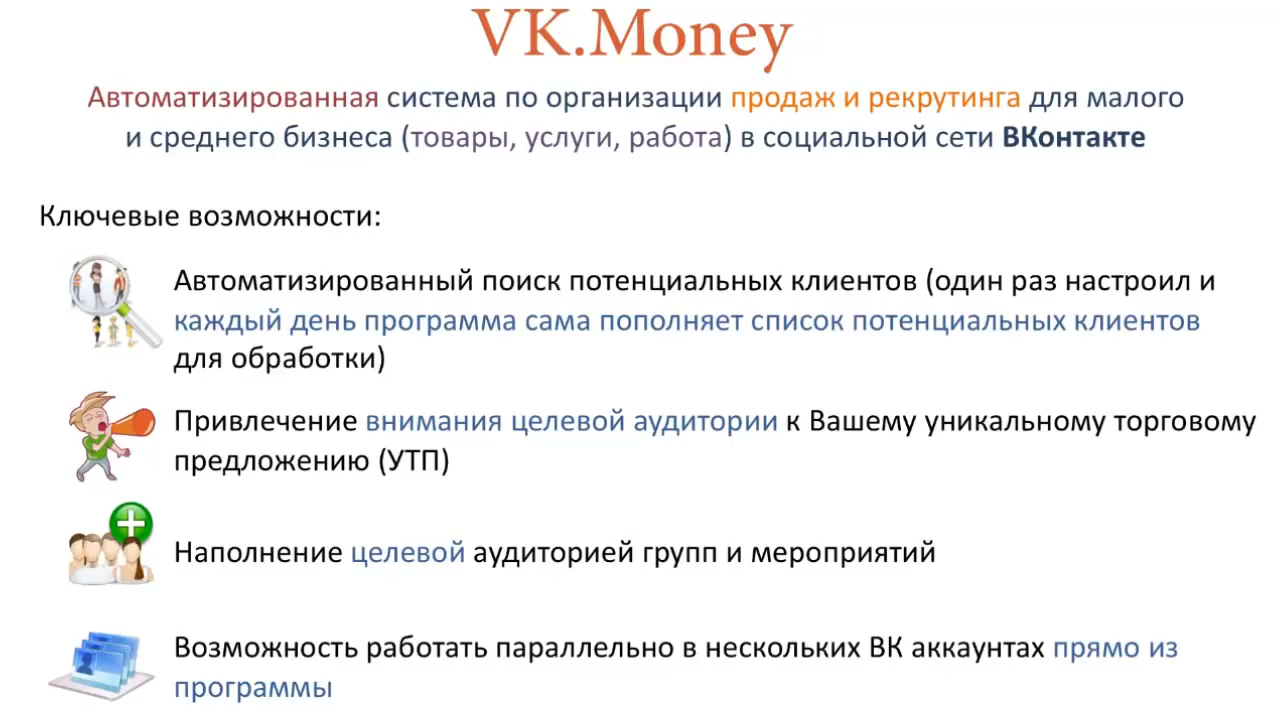 VK.Money
Автоматизированная система по организации продаж и рекрутинга для малого
и среднего бизнеса (товары, услуги, работа) в социальной сети ВКонтакте
Ключевые возможности:
Автоматизированный поиск потенциальных клиентов (один раз настроил и
каждый день программа сама пополняет список потенциальных клиентов
для обработки)
Привлечение внимания целевой аудитории к Вашему уникальному торговому
предложению (УТП)
Наполнение целевой аудиторией групп и мероприятий
Возможность работать параллельно в нескольких ВК аккаунтах прямо из
программы